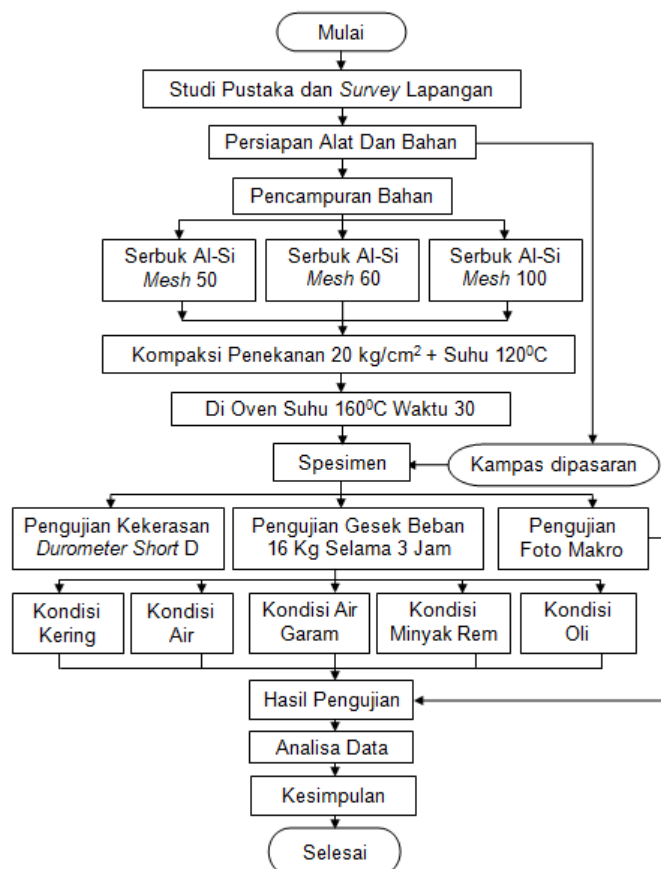 Mulai
Studi Pustaka dan Survey Lapangan
Persiapan Alat Dan Bahan
Pencampuran Bahan
Serbuk Al-Si
Mesh 50
Serbuk Al-Si
Mesh 60
Serbuk Al-Si
Mesh 100
Kompaksi Penekanan 20 kg/cm² + Suhu 120⁰C
Di Oven Suhu 160⁰C Waktu 30
Spesimen
Kampas dipasaran
Pengujian Kekerasan
Durometer Short D
Pengujian Gesek Beban
16 Kg Selama 3 Jam
Pengujian
Foto Makro
Kondisi
Kering
Kondisi
Air
Kondisi Air
Garam
Kondisi
Minyak Rem
Kondisi
Oli
Hasil Pengujian
Analisa Data
Kesimpulan
Selesai